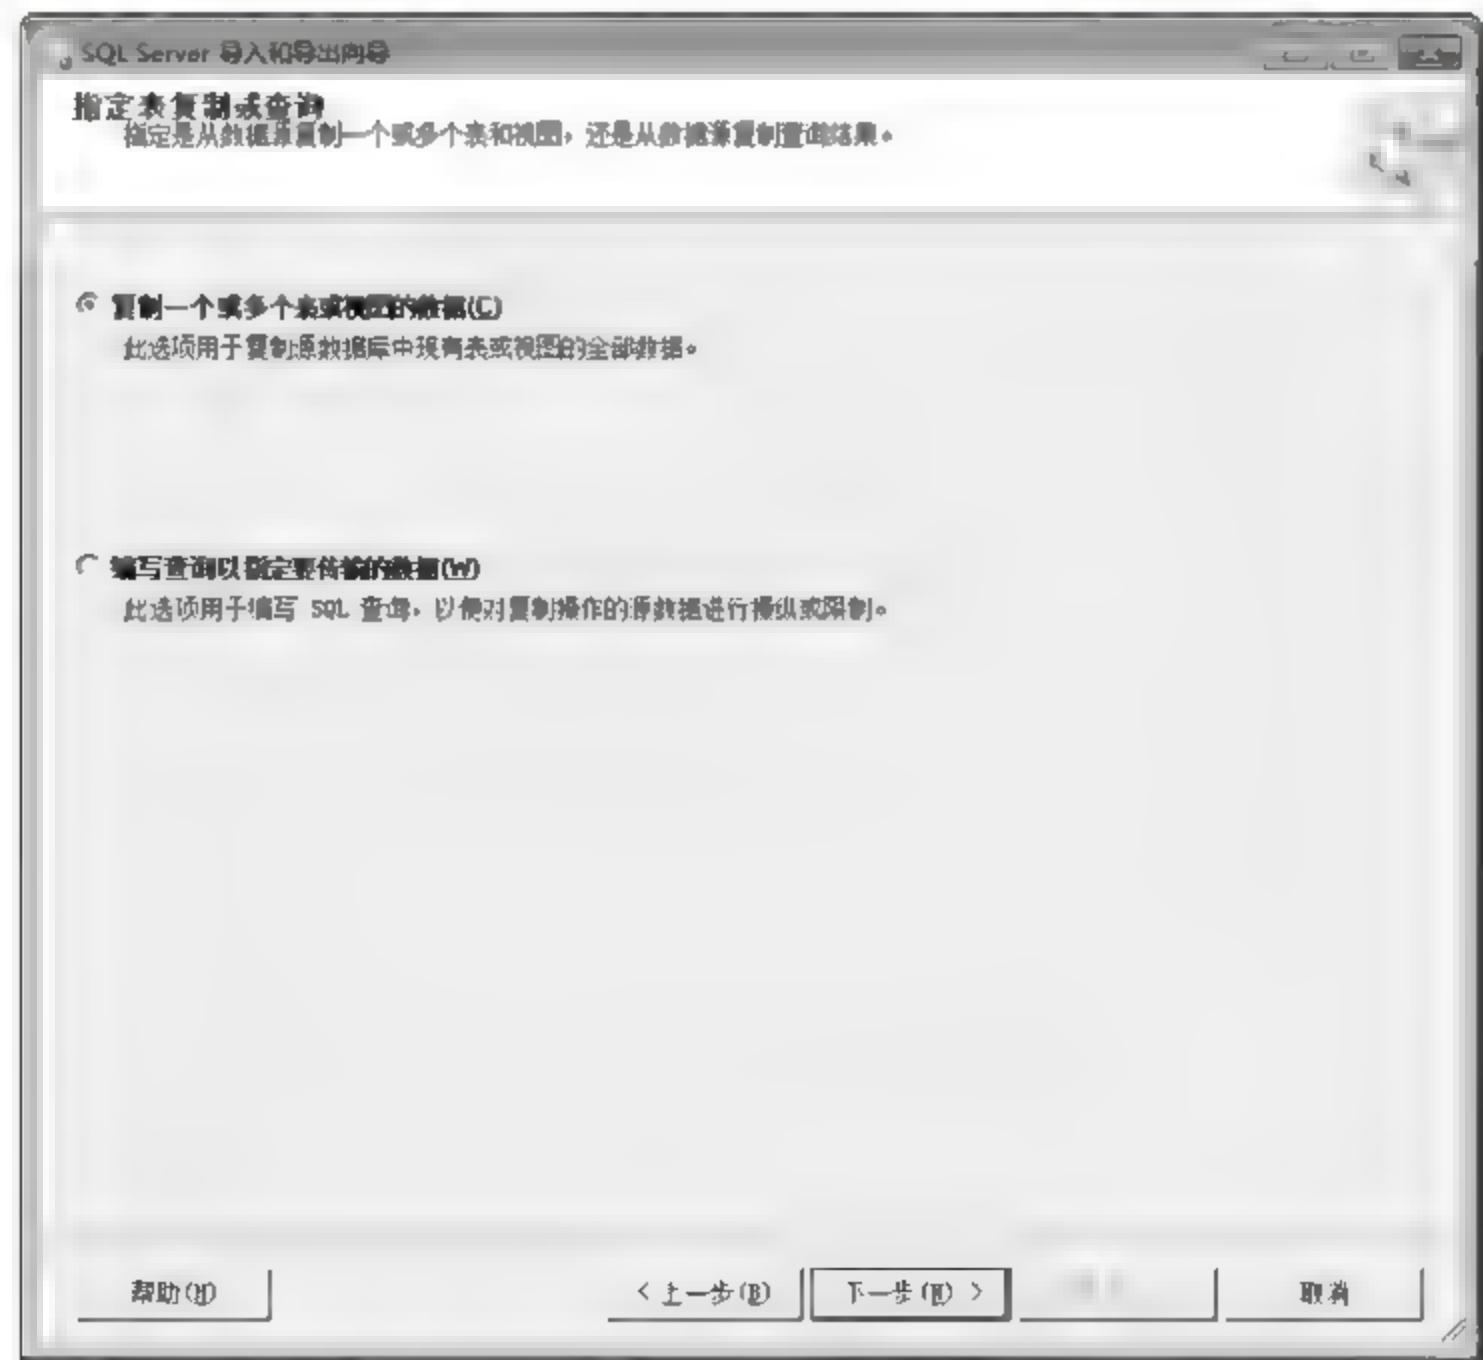 SQL Server 导入和导出向导
指定表复制或查询
指定是从数据源复制一个或多个表和视图，还是从数据源复制查询结果。
复制一个或多个表或视图的数据(C)
此选项用于复制源数据库中现有表或视图的全部数据。
编写查询以指定要传输的数据(W)
此选项用于编写 SQL 查询，以便对复制操作的源数据进行操纵或限制。
帮助(H) < 上一步(B) 下一步(N) > 取消